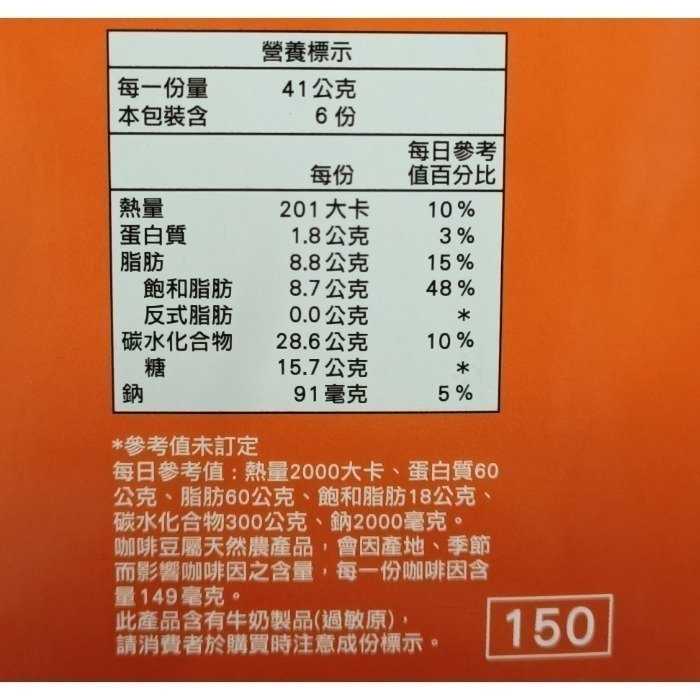 營養標示
每一份量 41公克
本包裝含 6 份
每日參考
每份 值百分比
熱量 201 大卡 10 %
蛋白質 1.8 公克 3 %
脂肪 8.8 公克 15 %
飽和脂肪 8.7 公克 48 %
反式脂肪 0.0 公克 *
碳水化合物 28.6 公克 10 %
糖 15.7 公克 *
鈉 91 毫克 5 %
*參考值未訂定
每日參考值：熱量2000大卡、蛋白質60
公克、脂肪60公克、飽和脂肪18公克、
碳水化合物300公克、鈉2000毫克。
咖啡豆屬天然農產品，會因產地、季節
而影響咖啡因之含量，每一份咖啡因含
量149毫克。
此產品含有牛奶製品(過敏原)，
請消費者於購買時注意成份標示。
150